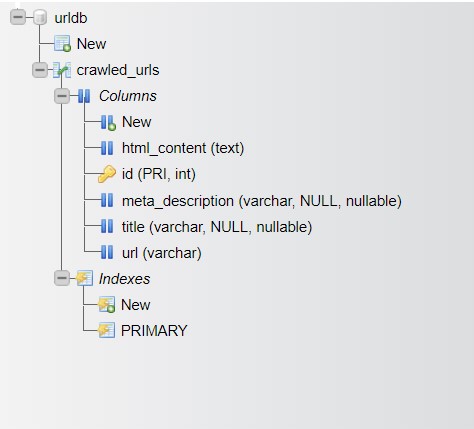 urldb
New
crawled_urls
Columns
New
html_content (text)
id (PRI, int)
meta_description (varchar, NULL, nullable)
title (varchar, NULL, nullable)
url (varchar)
Indexes
New
PRIMARY